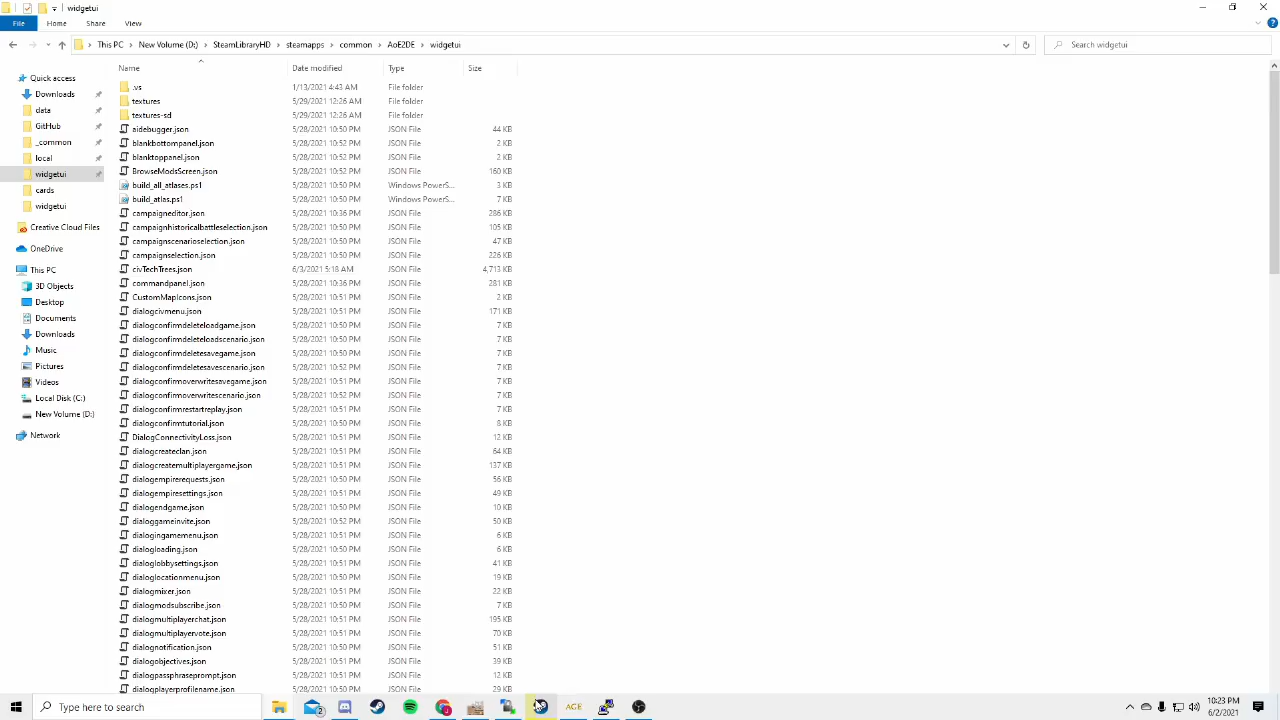 widgetui
File Home Share View
This PC New Volume (D:) SteamLibraryHD steamapps common AoE2DE widgetui
Search widgetui
Name Date modified Type Size
Quick access
Downloads
data
GitHub
_common
local
widgetui
cards
widgetui
Creative Cloud Files
OneDrive
This PC
3D Objects
Desktop
Documents
Downloads
Music
Pictures
Videos
Local Disk (C:)
New Volume (D:)
Network
.vs 1/13/2021 4:43 AM File folder
textures 5/29/2021 12:26 AM File folder
textures-sd 5/29/2021 12:26 AM File folder
aidebugger.json 5/28/2021 10:50 PM JSON File 44 KB
blankbottompanel.json 5/28/2021 10:52 PM JSON File 2 KB
blanktoppanel.json 5/28/2021 10:52 PM JSON File 2 KB
BrowseModsScreen.json 5/28/2021 10:50 PM JSON File 160 KB
build_all_atlases.ps1 5/28/2021 10:50 PM Windows PowerS... 3 KB
build_atlas.ps1 5/28/2021 10:50 PM Windows PowerS... 7 KB
campaigneditor.json 5/28/2021 10:36 PM JSON File 286 KB
campaignhistoricalbattleselection.json 5/28/2021 10:50 PM JSON File 105 KB
campaignscenarioselection.json 5/28/2021 10:50 PM JSON File 47 KB
campaignselection.json 5/28/2021 10:50 PM JSON File 226 KB
civTechTrees.json 6/3/2021 5:18 AM JSON File 4,713 KB
commandpanel.json 5/28/2021 10:36 PM JSON File 281 KB
CustomMapIcons.json 5/28/2021 10:51 PM JSON File 2 KB
dialogcivmenu.json 5/28/2021 10:51 PM JSON File 171 KB
dialogconfirmdeleteloadgame.json 5/28/2021 10:50 PM JSON File 7 KB
dialogconfirmdeleteloadscenario.json 5/28/2021 10:50 PM JSON File 7 KB
dialogconfirmdeletesavegame.json 5/28/2021 10:50 PM JSON File 7 KB
dialogconfirmdeletesavescenario.json 5/28/2021 10:50 PM JSON File 7 KB
dialogconfirmoverwritesavegame.json 5/28/2021 10:51 PM JSON File 7 KB
dialogconfirmoverwritescenario.json 5/28/2021 10:52 PM JSON File 7 KB
dialogconfirmrestartreplay.json 5/28/2021 10:51 PM JSON File 7 KB
dialogconfirmtutorial.json 5/28/2021 10:50 PM JSON File 8 KB
DialogConnectivityLoss.json 5/28/2021 10:51 PM JSON File 12 KB
dialogcreateclan.json 5/28/2021 10:51 PM JSON File 64 KB
dialogcreatemultiplayergame.json 5/28/2021 10:51 PM JSON File 137 KB
dialogempirerequests.json 5/28/2021 10:50 PM JSON File 56 KB
dialogempiresettings.json 5/28/2021 10:51 PM JSON File 49 KB
dialogendgame.json 5/28/2021 10:50 PM JSON File 10 KB
dialoggameinvite.json 5/28/2021 10:52 PM JSON File 50 KB
dialogingamemenu.json 5/28/2021 10:51 PM JSON File 6 KB
dialogloading.json 5/28/2021 10:51 PM JSON File 6 KB
dialoglobbysettings.json 5/28/2021 10:51 PM JSON File 41 KB
dialoglocationmenu.json 5/28/2021 10:50 PM JSON File 19 KB
dialogmixer.json 5/28/2021 10:51 PM JSON File 22 KB
dialogmodsubscribe.json 5/28/2021 10:50 PM JSON File 7 KB
dialogmultiplayerchat.json 5/28/2021 10:51 PM JSON File 195 KB
dialogmultiplayervote.json 5/28/2021 10:51 PM JSON File 70 KB
dialognotification.json 5/28/2021 10:52 PM JSON File 51 KB
dialogobjectives.json 5/28/2021 10:51 PM JSON File 39 KB
dialogpassphraseprompt.json 5/28/2021 10:51 PM JSON File 12 KB
dialogplayerprofilename.json 5/28/2021 10:50 PM JSON File 29 KB
Type here to search
2
AGE
10:23 PM
6/2/2021